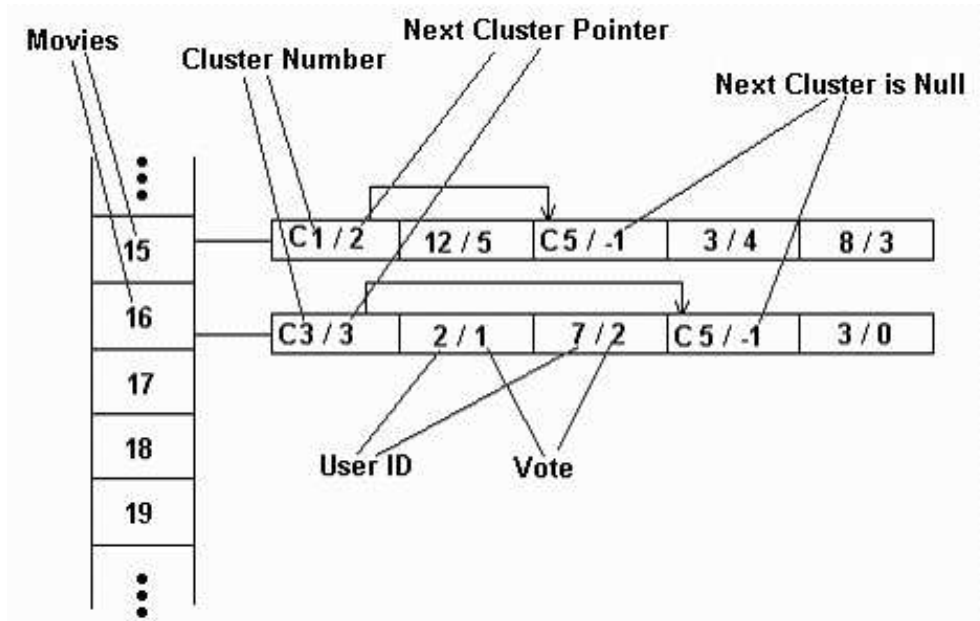 Movies
Cluster Number
Next Cluster Pointer
Next Cluster is Null
15
C1 / 2
12 / 5
C5 / -1
3 / 4
8 / 3
16
C3 / 3
2 / 1
7 / 2
C5 / -1
3 / 0
17
18
19
User ID
Vote